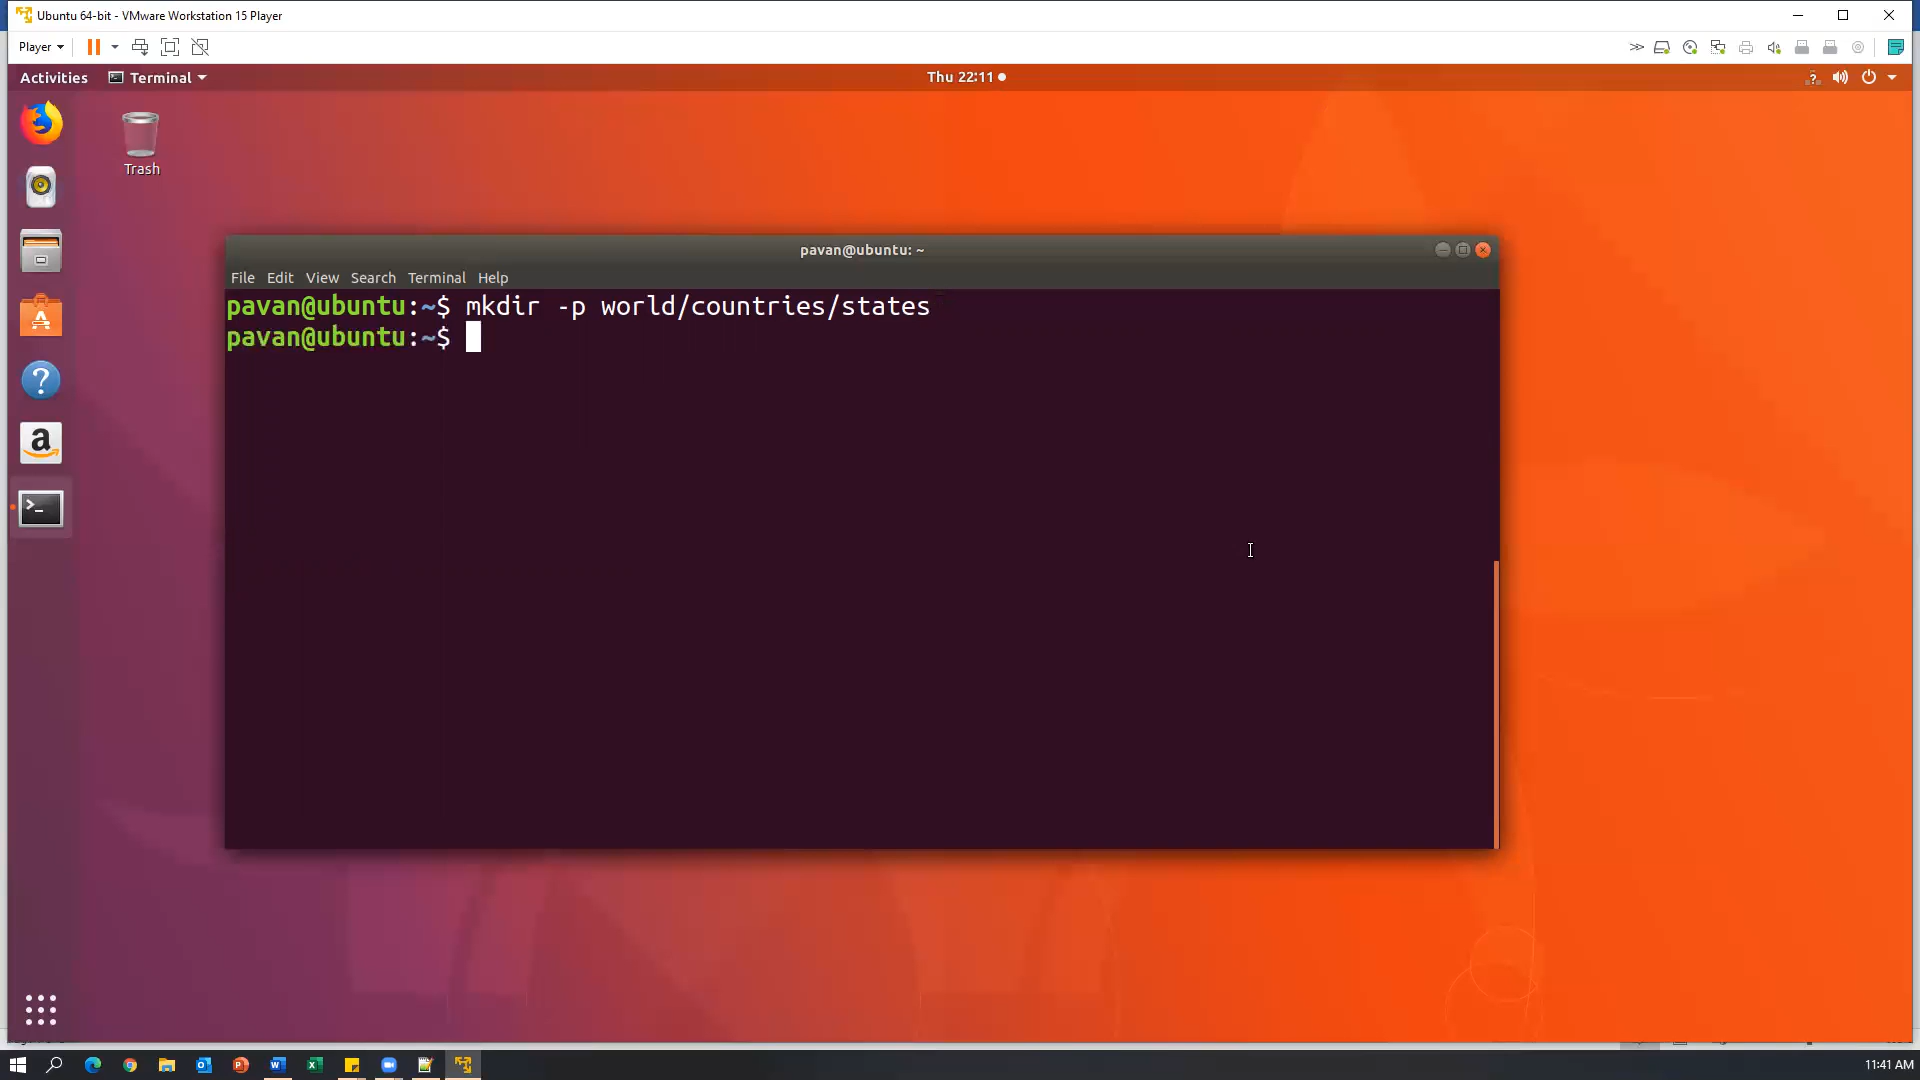 Ubuntu 64-bit - VMware Workstation 15 Player
Player
Activities
Terminal
Thu 22:11
Trash
pavan@ubuntu: ~
File Edit View Search Terminal Help
pavan@ubuntu:~$ mkdir -p world/countries/states
pavan@ubuntu:~$
11:41 AM